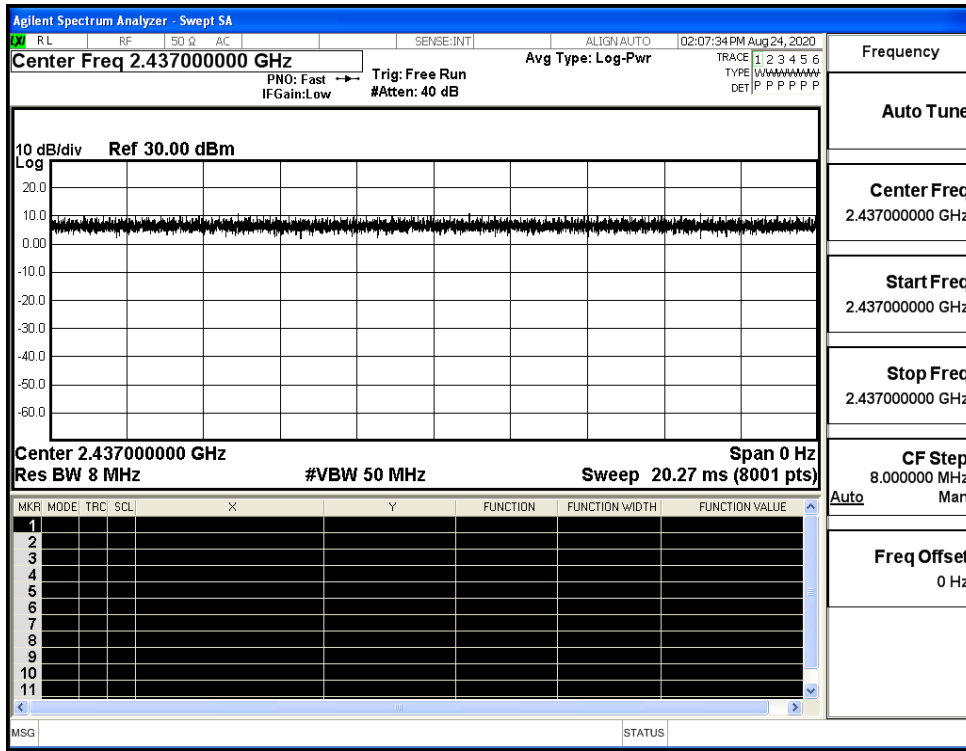 Agilent Spectrum Analyzer - Swept SA
LXI RL RF 50 Ω AC SENSE:INT ALIGN AUTO 02:07:34 PM Aug 24, 2020
Center Freq 2.437000000 GHz Avg Type: Log-Pwr TRACE 1 2 3 4 5 6
PNO: Fast Trig: Free Run TYPE
IFGain:Low #Atten: 40 dB DET P P P P P P
10 dB/div Ref 30.00 dBm
Log
20.0
10.0
0.00
-10.0
-20.0
-30.0
-40.0
-50.0
-60.0
Center 2.437000000 GHz Span 0 Hz
Res BW 8 MHz #VBW 50 MHz Sweep 20.27 ms (8001 pts)
MKR MODE TRC SCL X Y FUNCTION FUNCTION WIDTH FUNCTION VALUE
1
2
3
4
5
6
7
8
9
10
11
MSG STATUS
Frequency
Auto Tune
Center Freq
2.437000000 GHz
Start Freq
2.437000000 GHz
Stop Freq
2.437000000 GHz
CF Step
8.000000 MHz
Auto Man
Freq Offset
0 Hz